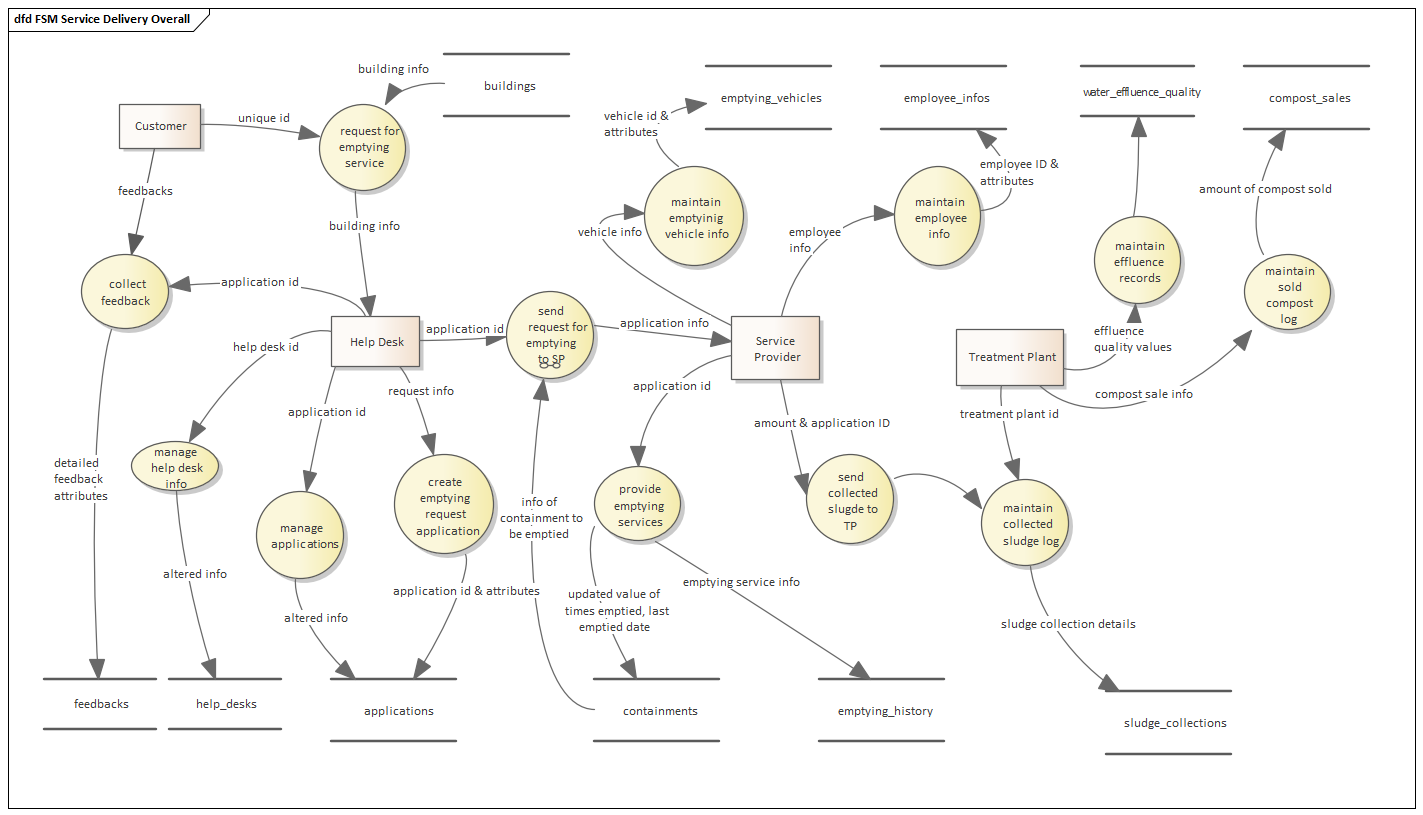 dfd FSM Service Delivery Overall
building info
buildings
Customer
unique id
request for
emptying
service
feedbacks
building info
collect
feedback
application id
Help Desk
application id
send
request for
emptying
to SP
application info
Service
Provider
vehicle id &
attributes
emptying_vehicles
maintain
emptyinig
vehicle info
vehicle info
employee_infos
employee ID &
attributes
maintain
employee
info
employee
info
water_effluence_quality
maintain
effluence
records
compost_sales
amount of compost sold
maintain
sold
compost
log
Treatment Plant
effluence
quality values
compost sale info
treatment plant id
help desk id
application id
request info
application id
amount & application ID
manage
help desk
info
manage
applications
create
emptying
request
application
info of
containment to
be emptied
provide
emptying
services
send
collected
slugde to
TP
maintain
collected
sludge log
detailed
feedback
attributes
altered info
altered info
application id & attributes
updated value of
times emptied, last
emptied date
emptying service info
sludge collection details
feedbacks
help_desks
applications
containments
emptying_history
sludge_collections